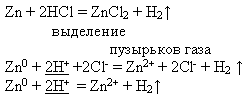 Zn + 2HCl = ZnCl₂ + H₂↑
выделение
пузырьков газа
Zn⁰ + 2H⁺ +2Cl⁻ = Zn²⁺ + 2Cl⁻ + H₂ ↑
Zn⁰ + 2H⁺ = Zn²⁺ + H₂↑